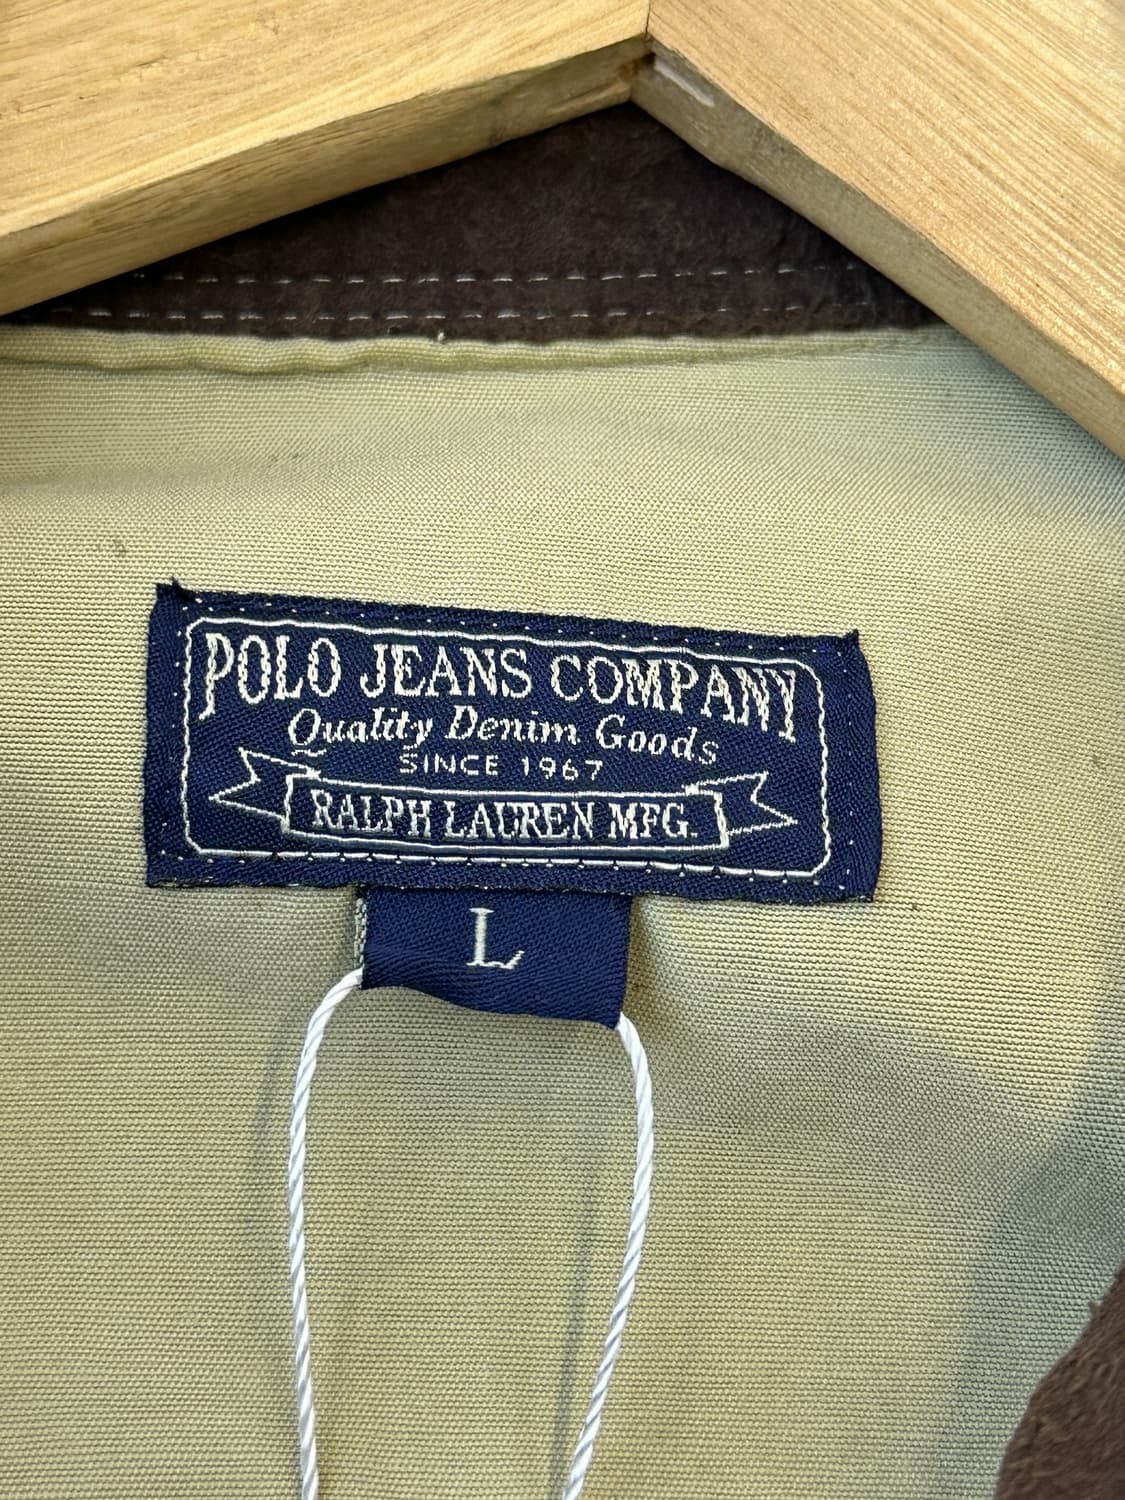 POLO JEANS COMPANY
Quality Denim Goods
SINCE 1967
RALPH LAUREN MFG.
L